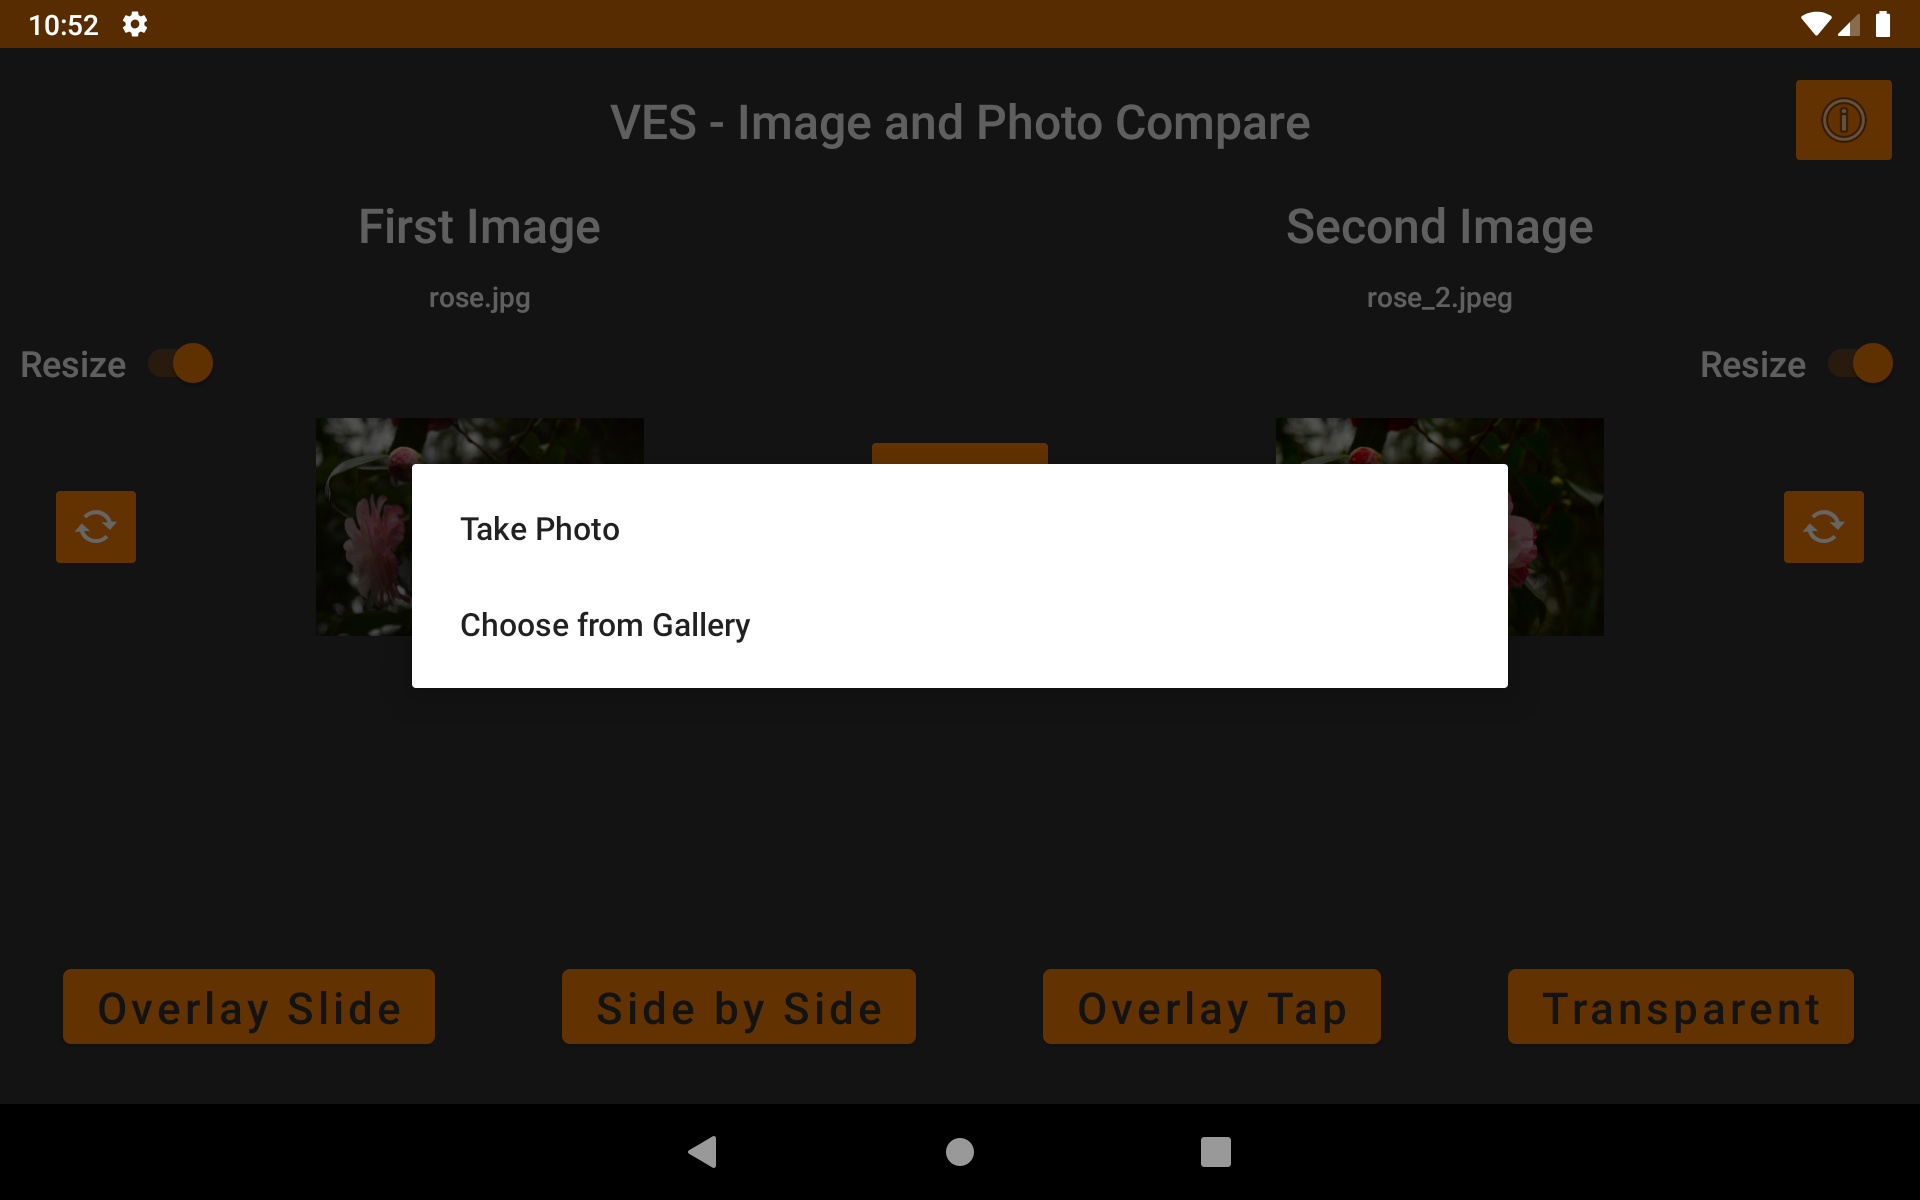 10:52
VES - Image and Photo Compare
First Image
Second Image
rose.jpg
rose_2.jpeg
Resize
Resize
Take Photo
Choose from Gallery
Overlay Slide
Side by Side
Overlay Tap
Transparent